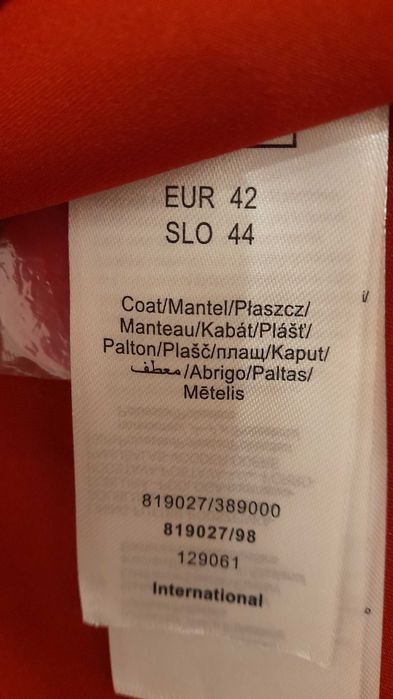 EUR 42
SLO 44
Coat/Mantel/Płaszcz/
Manteau/Kabát/Plášť/
Palton/Plašč/плащ/Kaput/
معطف/Abrigo/Paltas/
Mētelis
819027/389000
819027/98
129061
International